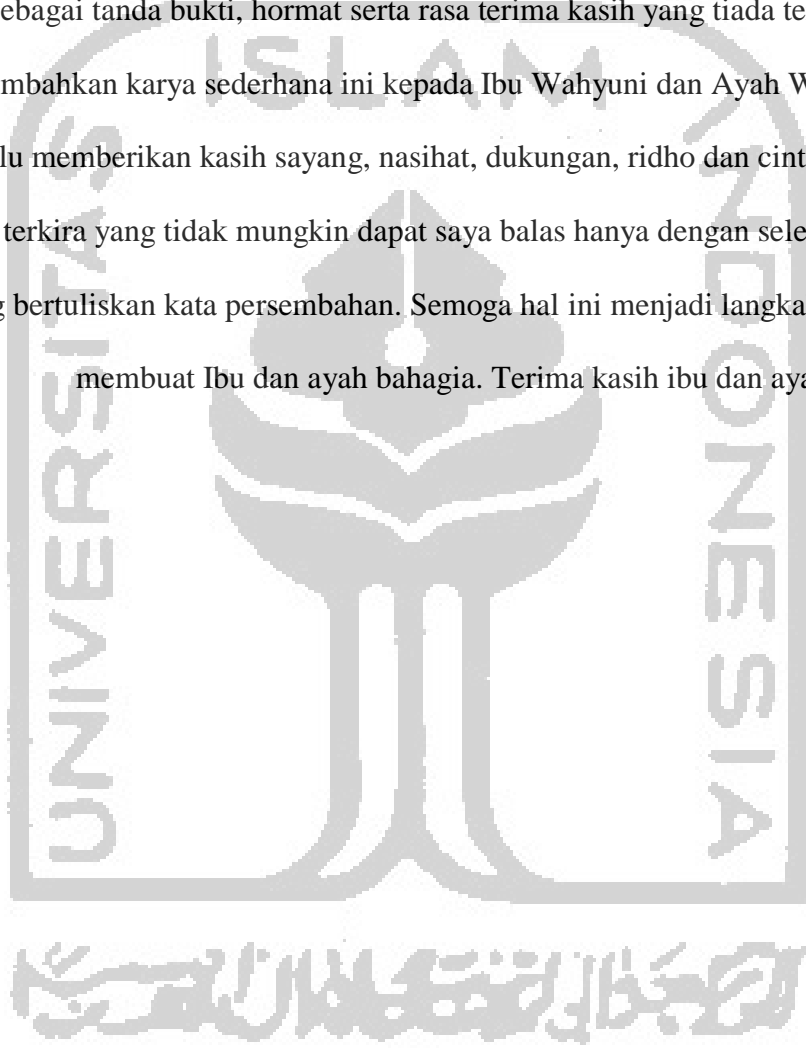 ebagai tanda bukti, hormat serta rasa terima kasih yang tiada te
mbahkan karya sederhana ini kepada Ibu Wahyuni dan Ayah W
lu memberikan kasih sayang, nasihat, dukungan, ridho dan cint
terkira yang tidak mungkin dapat saya balas hanya dengan sele
g bertuliskan kata persembahan. Semoga hal ini menjadi langka
membuat Ibu dan ayah bahagia. Terima kasih ibu dan aya
UNIVERSITAS
ISLAM
INDONESIA